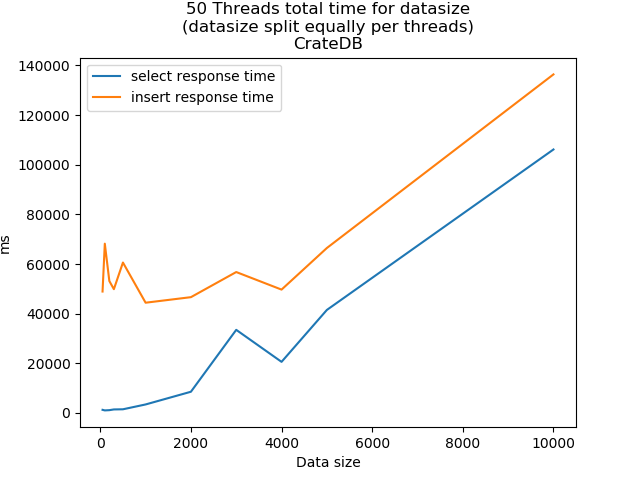 50 Threads total time for datasize
(datasize split equally per threads)
CrateDB
select response time
insert response time
140000
120000
100000
80000
60000
40000
20000
0
ms
0 2000 4000 6000 8000 10000
Data size